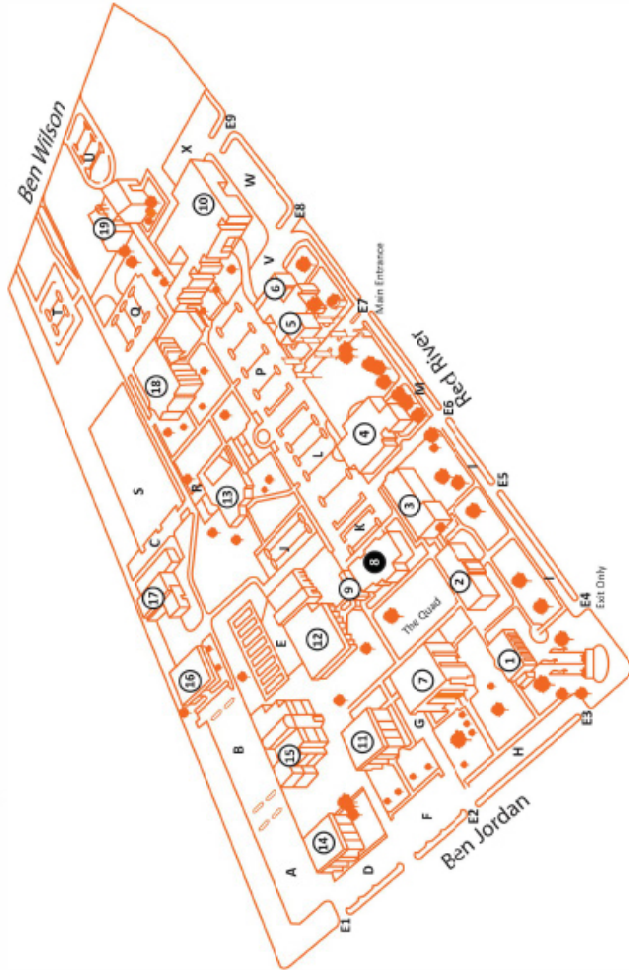 Ben Wilson
U
X
E9
19
10
W
T
Q
E8
V
6
18
5
E7
Main Entrance
P
S
Red River
M
R
4
E6
C
13
L
J
3
E5
K
17
J
8
9
2
I
E
12
The Quad
E4
Exit Only
16
1
7
B
15
11
G
E3
H
14
F
E2
A
D
Ben Jordan
E1